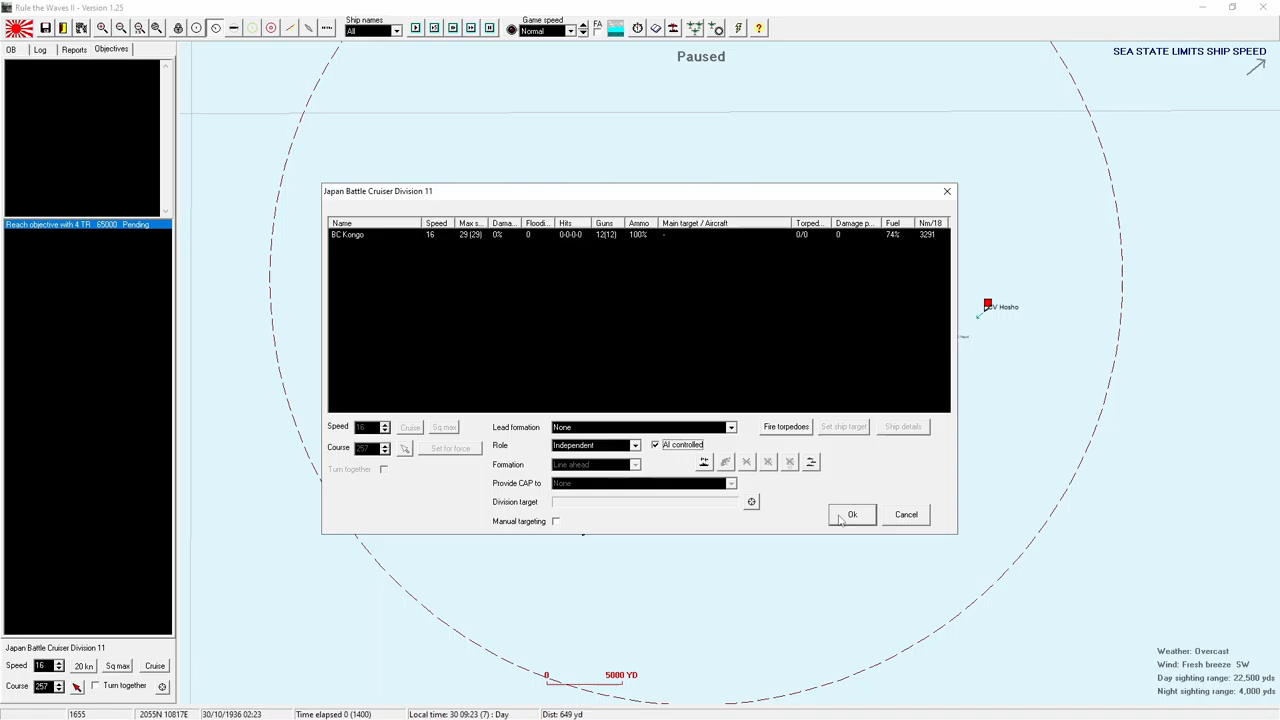 Rule the Waves II - Version 1.25
Ship names
All
Game speed
Normal
FA
OB Log Reports Objectives
Paused
SEA STATE LIMITS SHIP SPEED
Reach objective with 4 TR 65000 Pending
Japan Battle Cruiser Division 11
Name Speed Max s... Dama... Floodi... Hits Guns Ammo Main target / Aircraft Torped... Damage p... Fuel Nm/18
BC Kongo 16 29 (29) 0% 0 0-0-0-0 12(12) 100% - 0/0 0 74% 3291
CV Hosho
Speed 16 Cruise Sq max
Course 257 Set for force
Turn together
Lead formation None
Role Independent AI controlled
Formation Line ahead
Provide CAP to None
Division target
Manual targeting
Fire torpedoes Set ship target Ship details
Ok Cancel
Japan Battle Cruiser Division 11
Speed 16 20 kn Sq max Cruise
Course 257 Turn together
0 5000 YD
Weather: Overcast
Wind: Fresh breeze SW
Day sighting range: 22,500 yds
Night sighting range: 4,000 yds
1655 2055N 10817E 30/10/1936 02:23 Time elapsed 0 (1400) Local time: 30 09:23 (7) : Day Dist: 649 yd